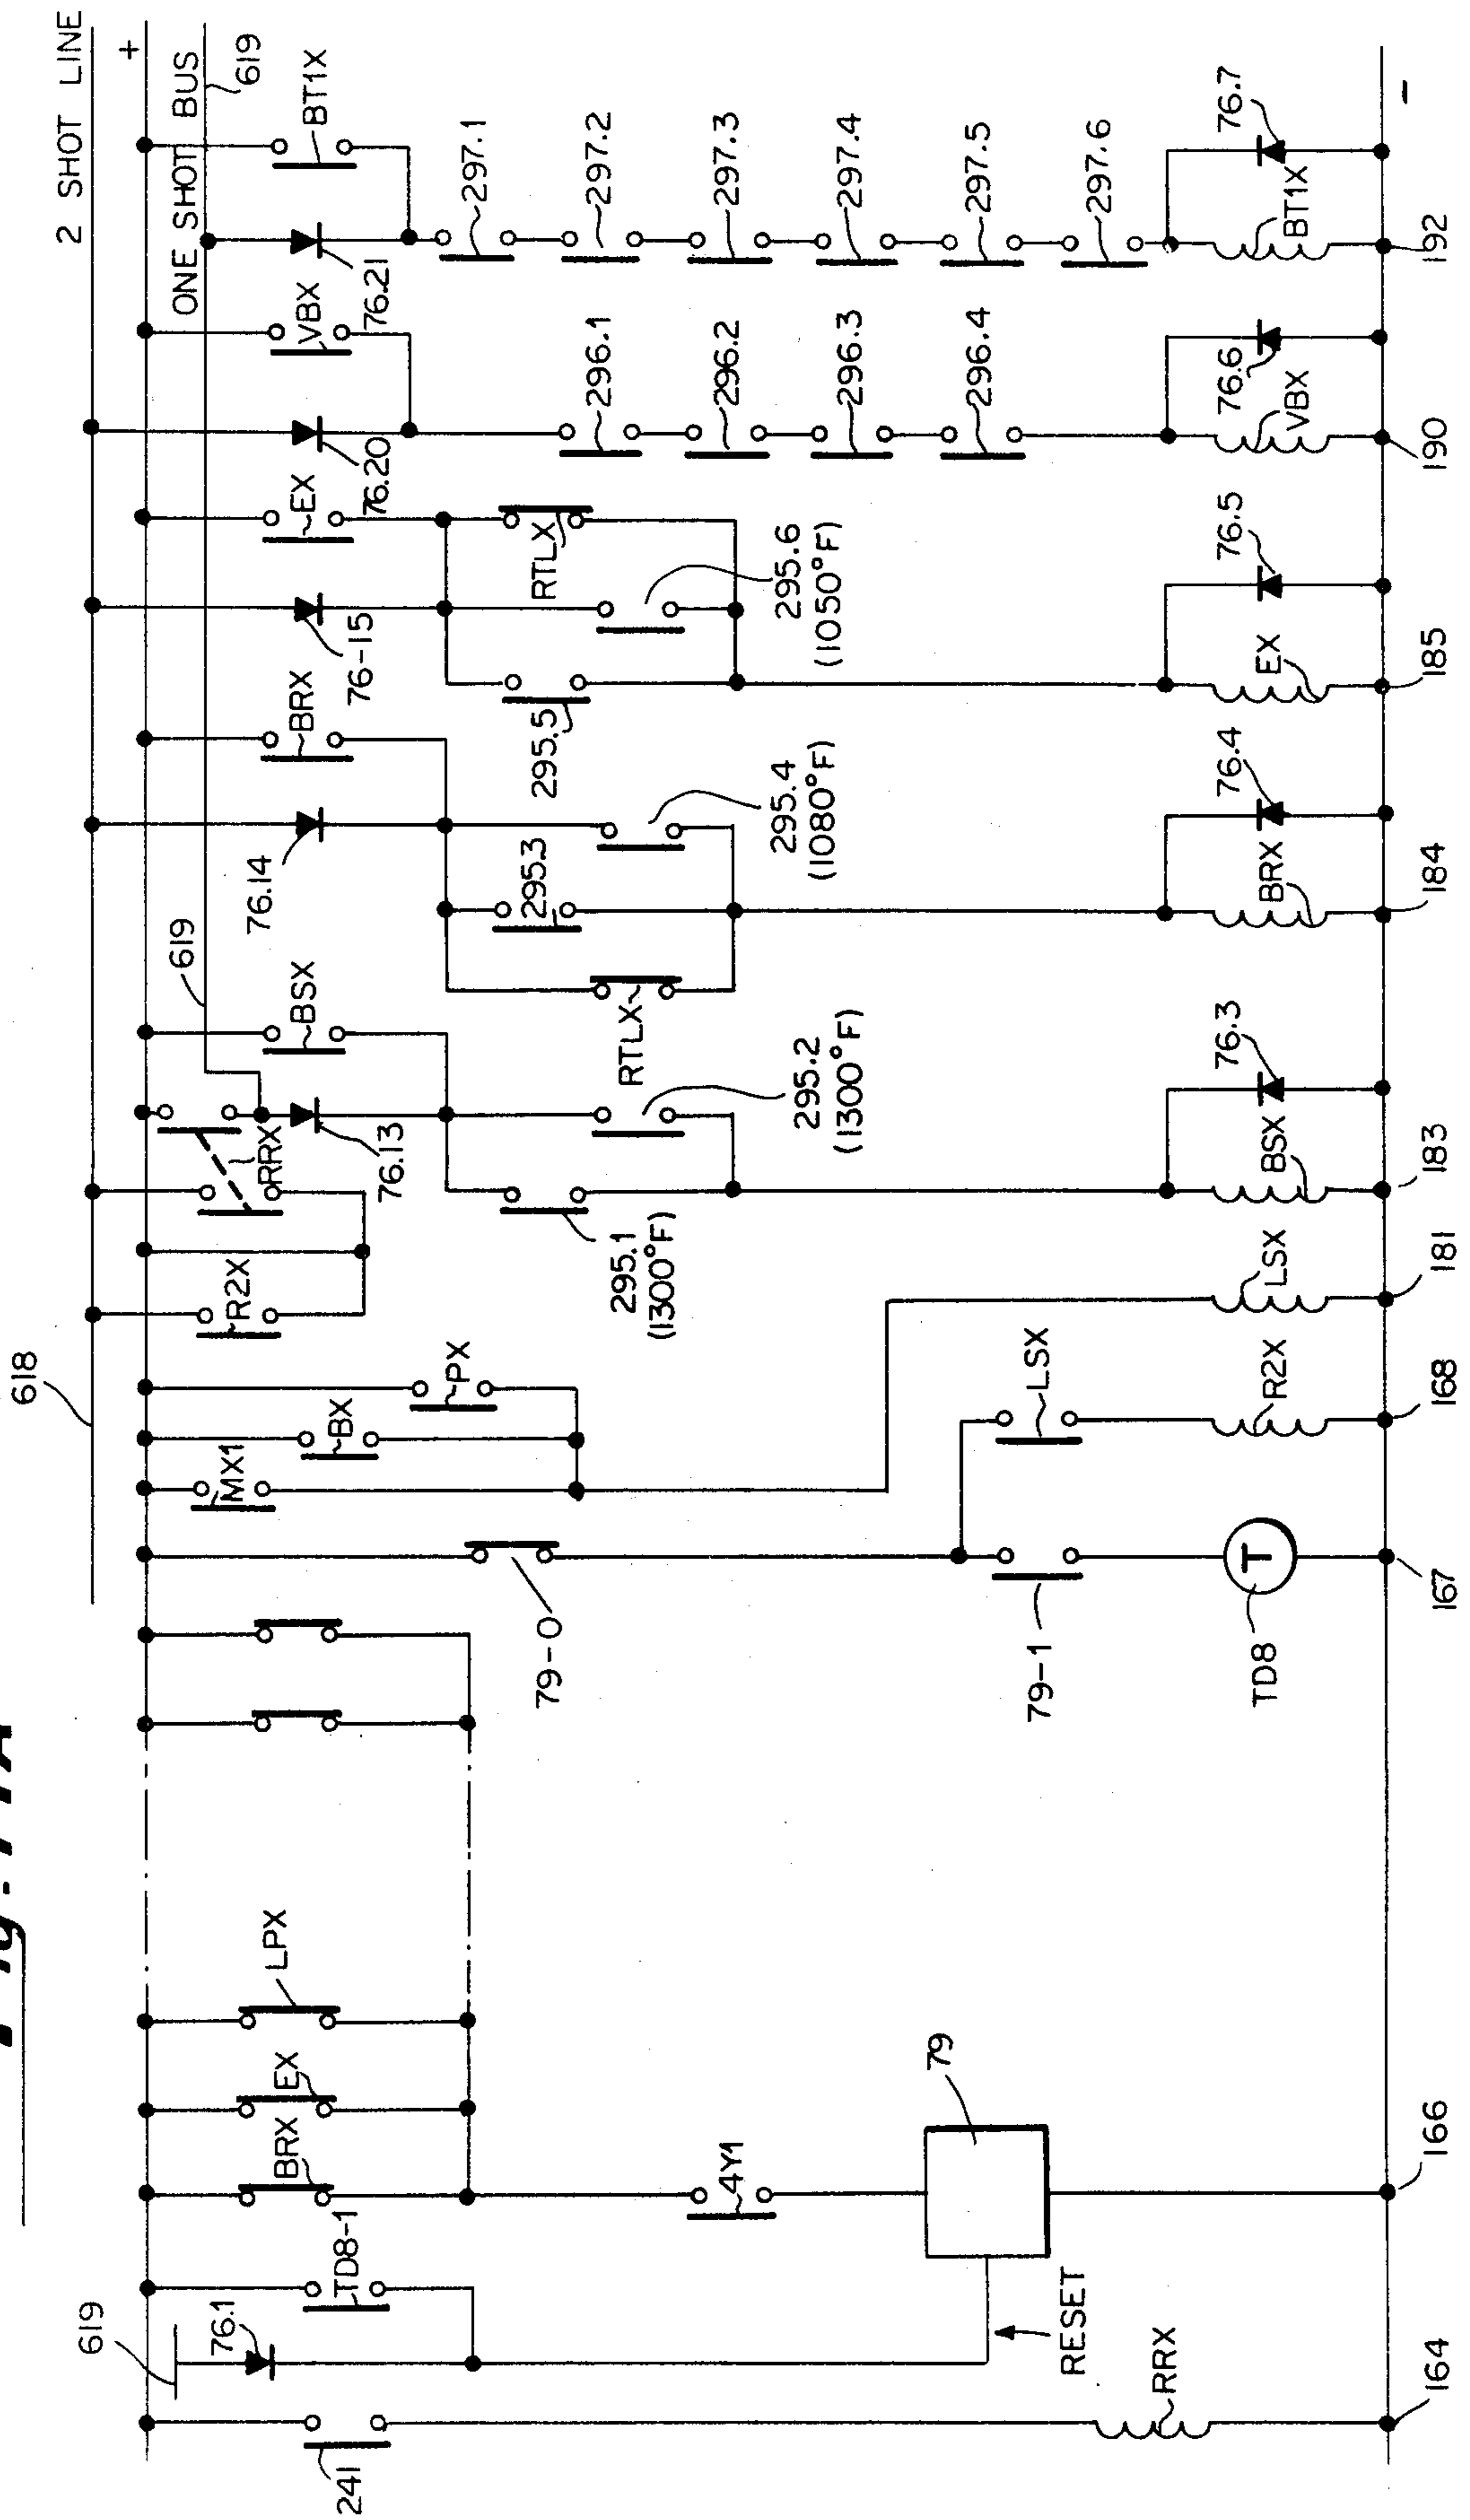 2 SHOT LINE
+
ONE SHOT BUS
619
618
619
BT1X
76.21
VBX
76.20
EX
76-15
BRX
76.14
BSX
RRX
76.13
R2X
PX
BX
MX1
297.1
297.2
297.3
297.4
297.5
297.6
296.1
296.2
296.3
296.4
RTLX
295.6
(1050°F)
295.5
295.4
(1080°F)
295.3
RTLX
295.2
(1300°F)
295.1
(1300°F)
76.7
BT1X
192
76.6
VBX
190
76.5
EX
185
76.4
BRX
184
76.3
BSX
183
LSX
181
LSX
R2X
168
79-0
79-1
TD8
T
167
LPX
EX
BRX
4Y1
79
166
TD8-1
76.1
619
RESET
RRX
241
164
-